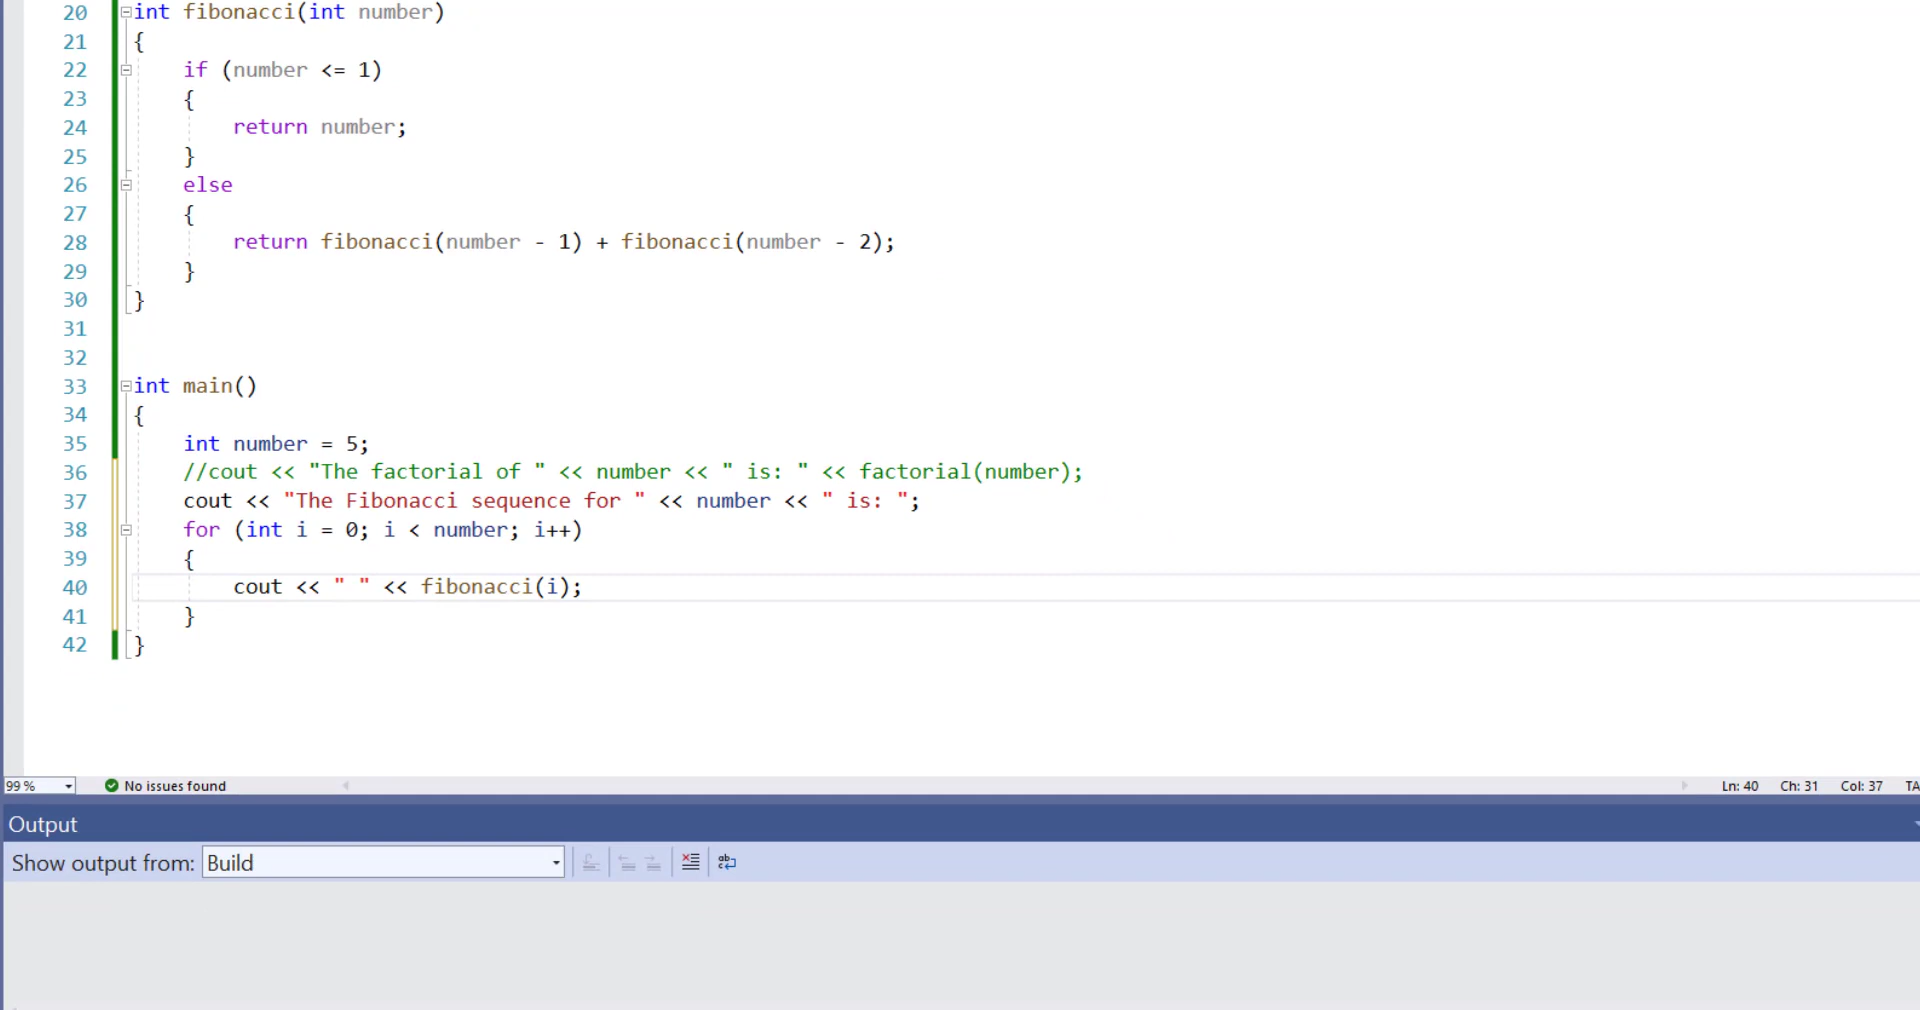 20 int fibonacci(int number)
21 {
22 if (number <= 1)
23 {
24 return number;
25 }
26 else
27 {
28 return fibonacci(number - 1) + fibonacci(number - 2);
29 }
30 }
31
32
33 int main()
34 {
35 int number = 5;
36 //cout << "The factorial of " << number << " is: " << factorial(number);
37 cout << "The Fibonacci sequence for " << number << " is: ";
38 for (int i = 0; i < number; i++)
39 {
40 cout << " " << fibonacci(i);
41 }
42 }
99 % No issues found Ln: 40 Ch: 31 Col: 37 TA
Output
Show output from: Build